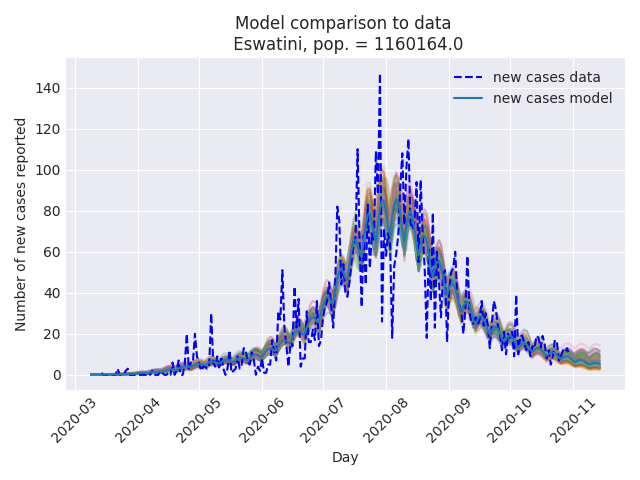 Model comparison to data
Eswatini, pop. = 1160164.0
new cases data
new cases model
Number of new cases reported
140
120
100
80
60
40
20
0
2020-03
2020-04
2020-05
2020-06
2020-07
2020-08
2020-09
2020-10
2020-11
Day